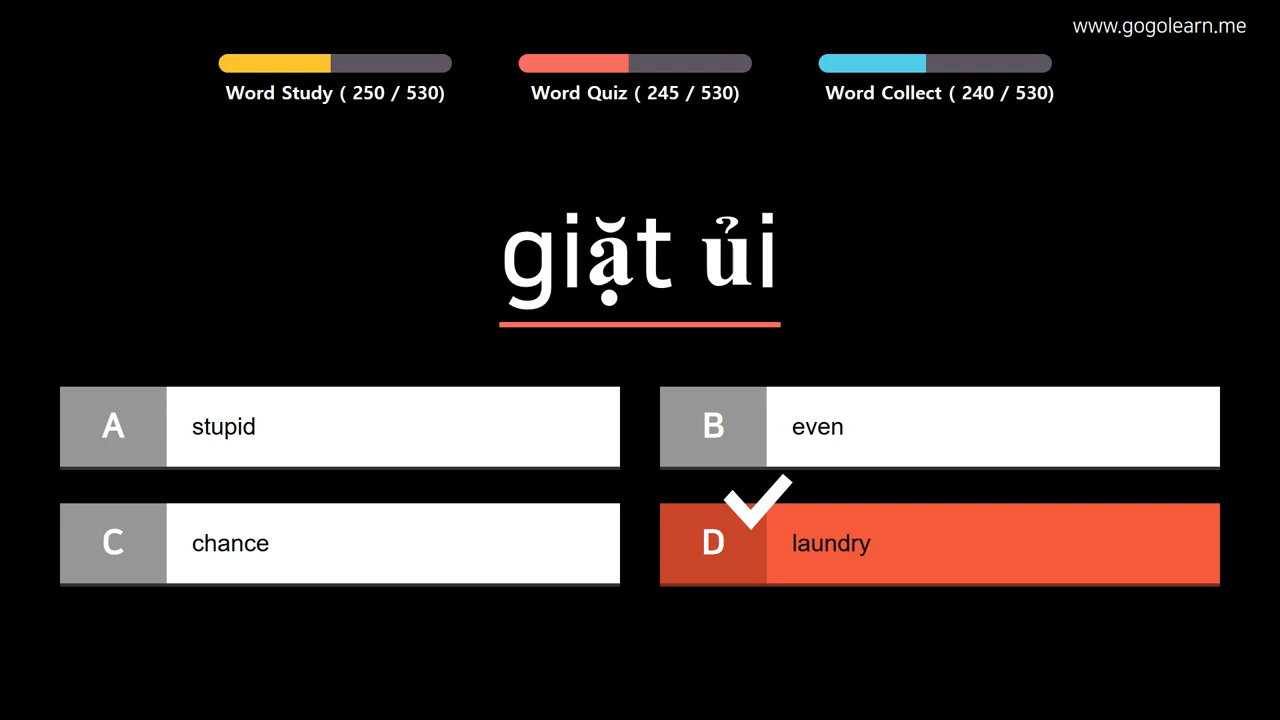 www.gogolearn.me
Word Study ( 250 / 530)
Word Quiz ( 245 / 530)
Word Collect ( 240 / 530)
giặt ủi
A stupid
B even
C chance
D laundry